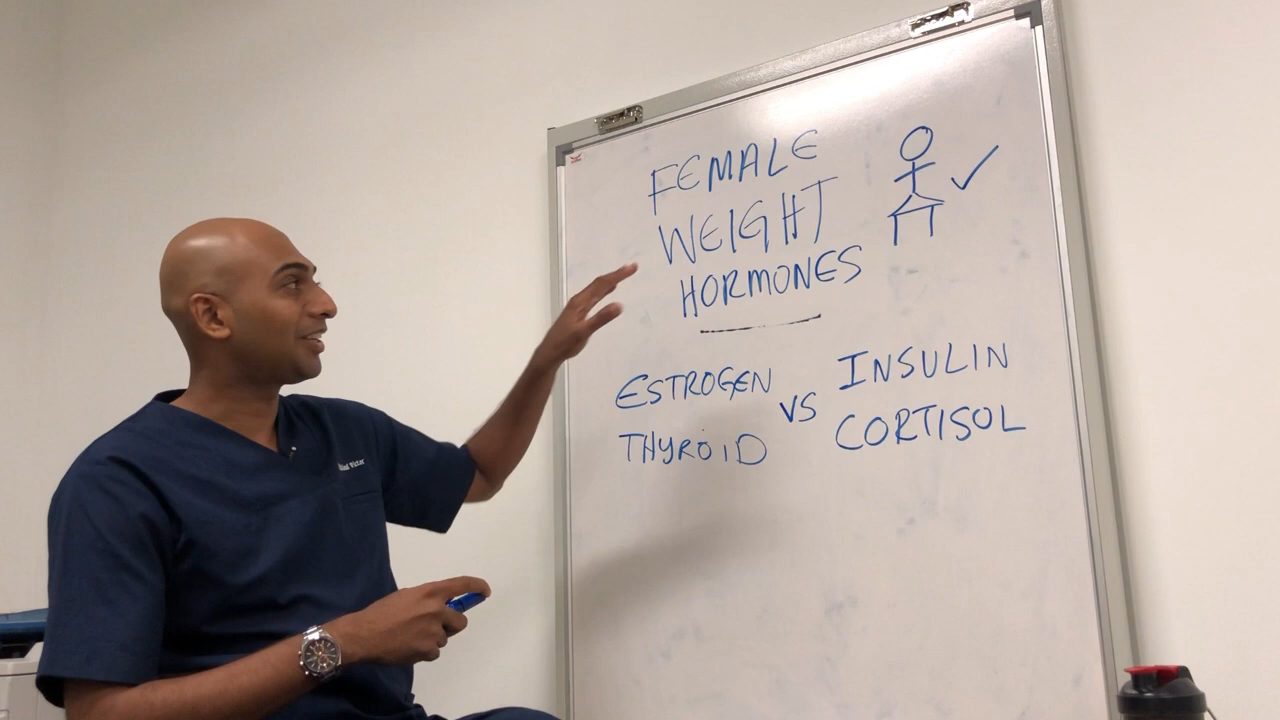 FEMALE
WEIGHT
HORMONES
ESTROGEN VS INSULIN
THYROID CORTISOL